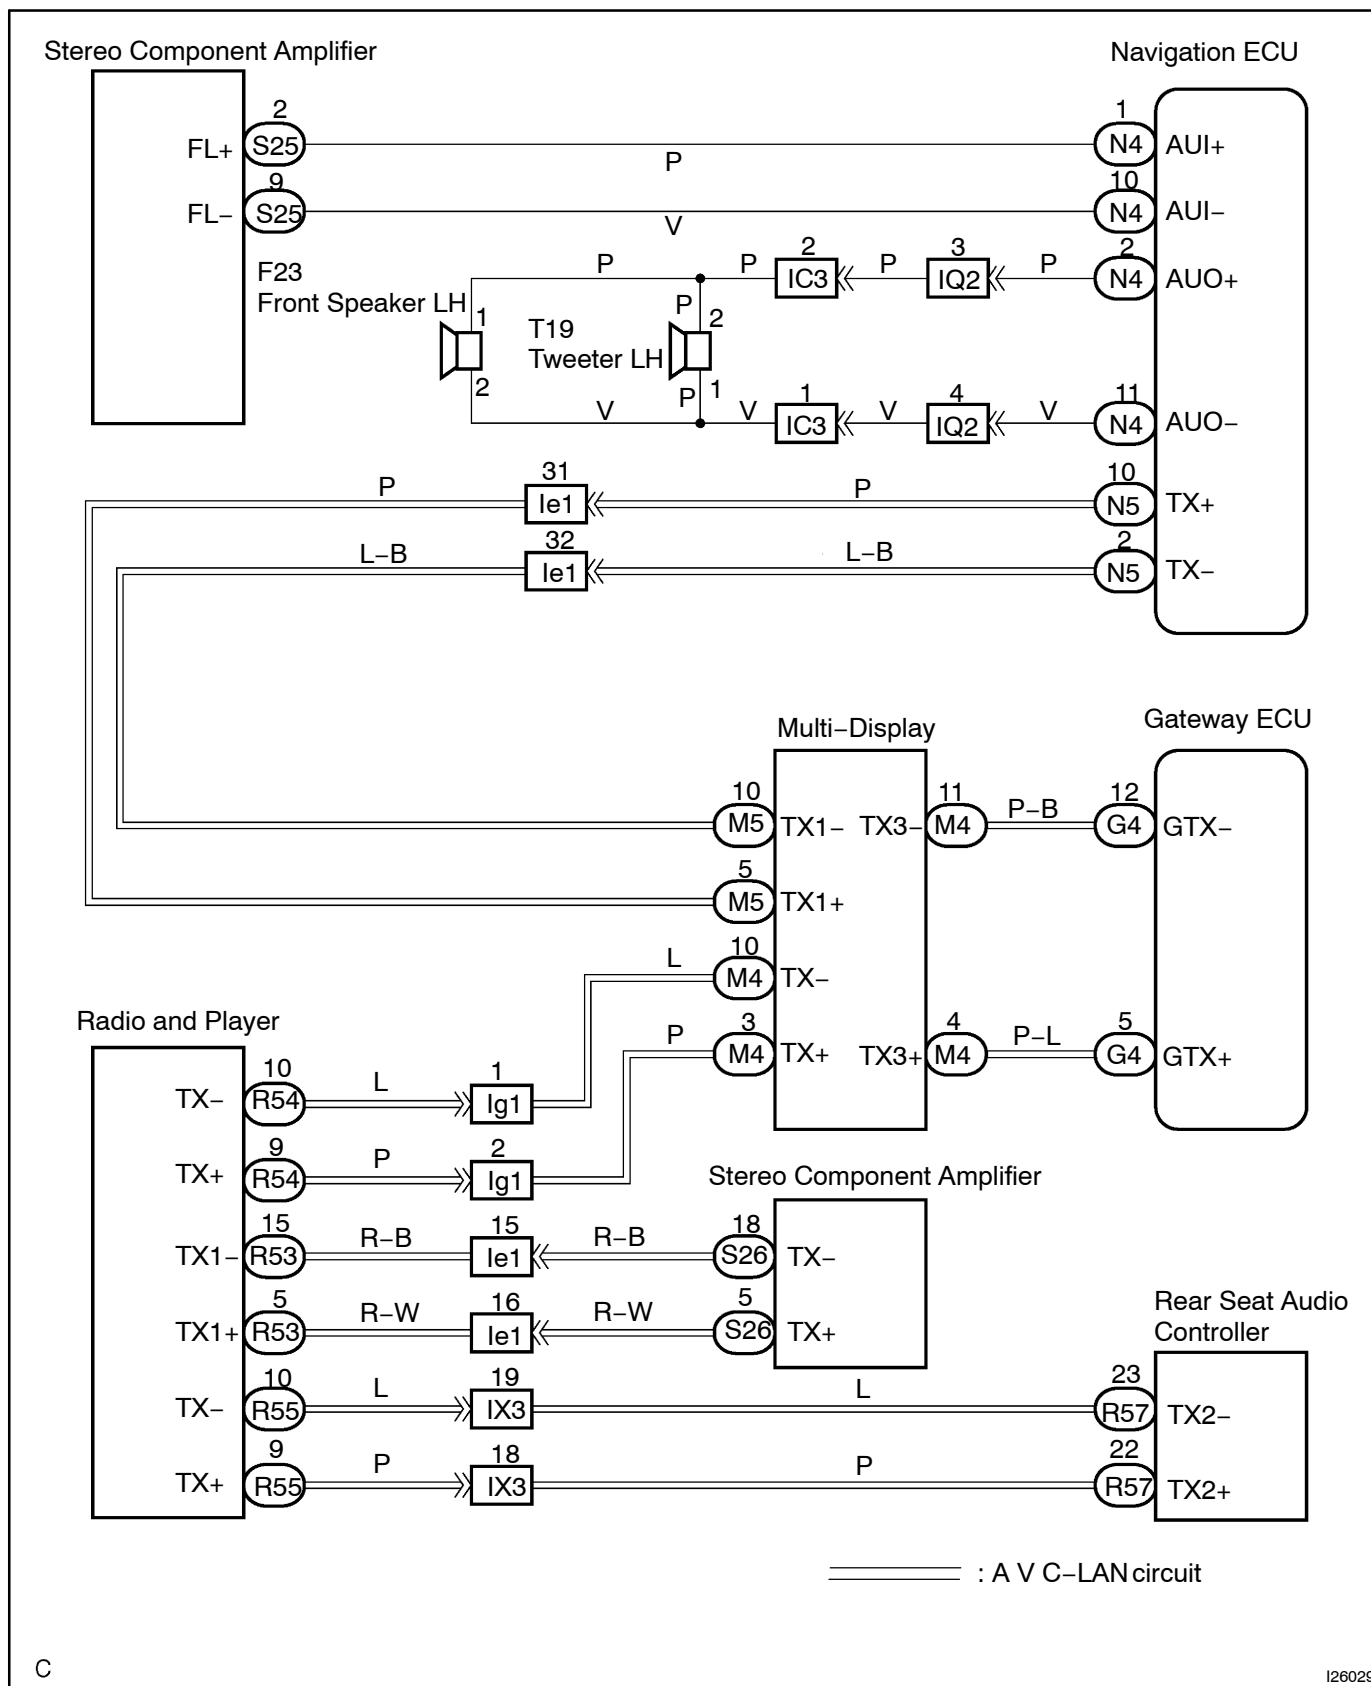 Stereo Component Amplifier
Navigation ECU
2
1
FL+ S25
N4 AUI+
P
9
10
FL− S25
N4 AUI−
V
F23
Front Speaker LH
P
P
2
IC3
P
3
IQ2
P
2
N4 AUO+
1
2
T19
Tweeter LH
P
2
P
1
V
V
1
IC3
V
4
IQ2
V
11
N4 AUO−
P
31
Ie1
P
10
N5 TX+
L−B
32
Ie1
L−B
2
N5 TX−
Multi−Display
Gateway ECU
10
M5 TX1−
TX3− M4
11
P−B
12
G4 GTX−
5
M5 TX1+
L
10
M4 TX−
P
3
M4 TX+
TX3+ M4
4
P−L
5
G4 GTX+
Radio and Player
TX−
10
R54
L
1
Ig1
TX+
9
R54
P
2
Ig1
Stereo Component Amplifier
TX1−
15
R53
R−B
15
Ie1
R−B
18
S26 TX−
TX1+
5
R53
R−W
16
Ie1
R−W
5
S26 TX+
Rear Seat Audio
Controller
TX−
10
R55
L
19
IX3
L
23
R57 TX2−
TX+
9
R55
P
18
IX3
P
22
R57 TX2+
: A V C−LAN circuit
C
I26029